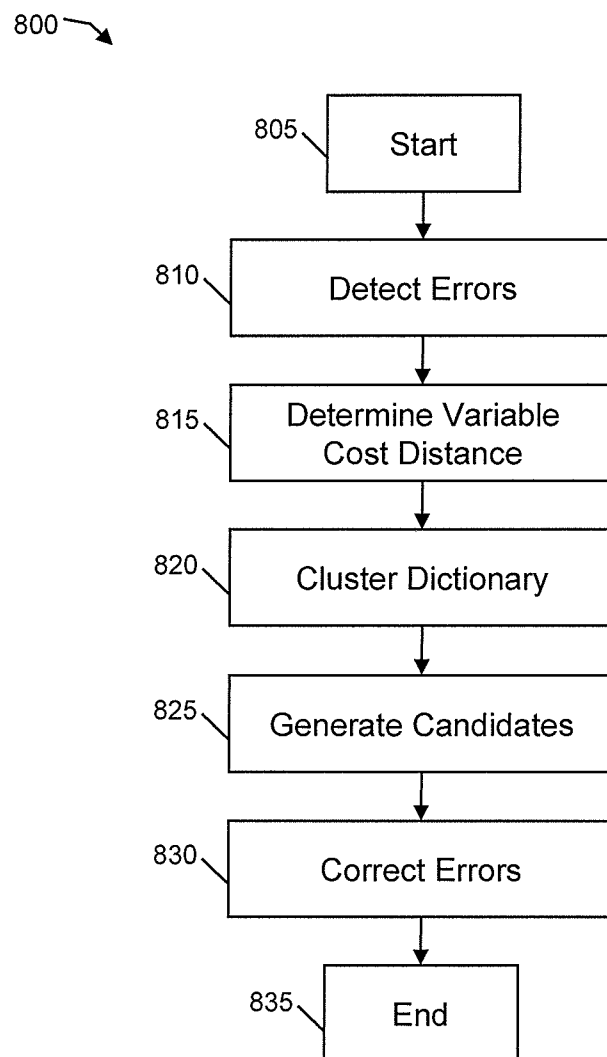 800
805
Start
810
Detect Errors
815
Determine Variable
Cost Distance
820
Cluster Dictionary
825
Generate Candidates
830
Correct Errors
835
End